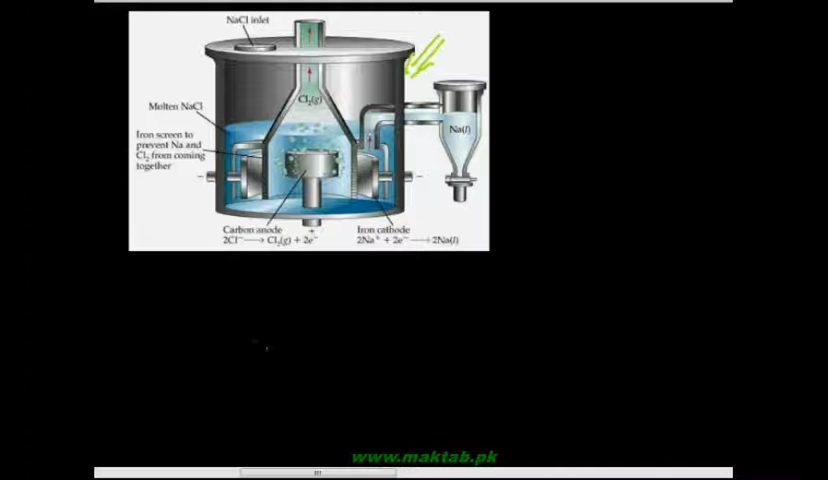 NaCl inlet
Cl₂(g)
Molten NaCl
Na(l)
Iron screen to
prevent Na and
Cl₂ from coming
together
−
−
+
Carbon anode
2Cl⁻ ⟶ Cl₂(g) + 2e⁻
Iron cathode
2Na⁺ + 2e⁻ ⟶ 2Na(l)
www.maktab.pk